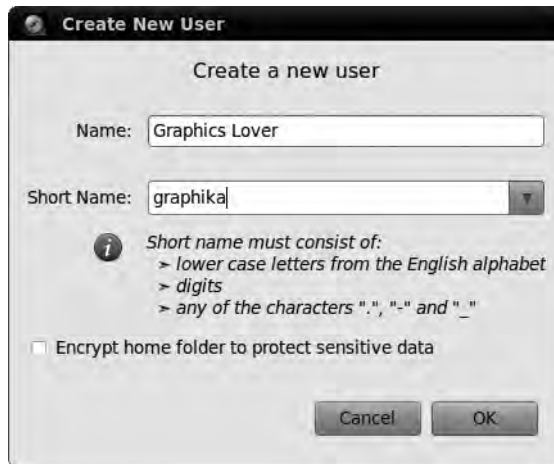 Create New User
Create a new user
Name: Graphics Lover
Short Name: graphika
Short name must consist of:
➢ lower case letters from the English alphabet
➢ digits
➢ any of the characters ".", "-" and "_"
Encrypt home folder to protect sensitive data
Cancel OK